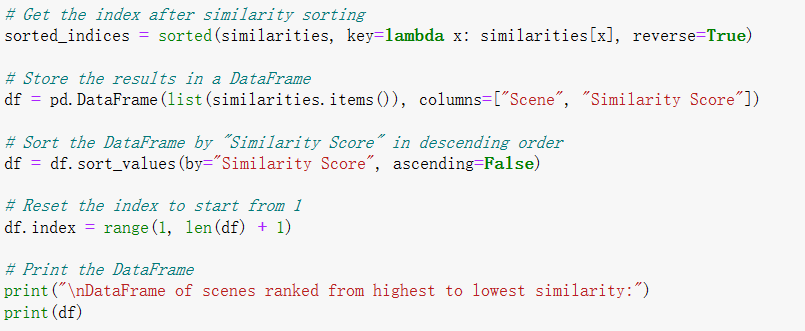 # Get the index after similarity sorting
sorted_indices = sorted(similarities, key=lambda x: similarities[x], reverse=True)
# Store the results in a DataFrame
df = pd.DataFrame(list(similarities.items()), columns=["Scene", "Similarity Score"])
# Sort the DataFrame by "Similarity Score" in descending order
df = df.sort_values(by="Similarity Score", ascending=False)
# Reset the index to start from 1
df.index = range(1, len(df) + 1)
# Print the DataFrame
print("\nDataFrame of scenes ranked from highest to lowest similarity:")
print(df)